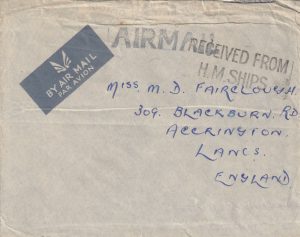 AIRMAIL
RECEIVED FROM
H.M. SHIPS
BY AIR MAIL
PAR AVION
MISS. M. D. FAIRCLOUGH.
309. BLACKBURN. RD
ACCRINGTON.
LANCS.
ENGLAND.